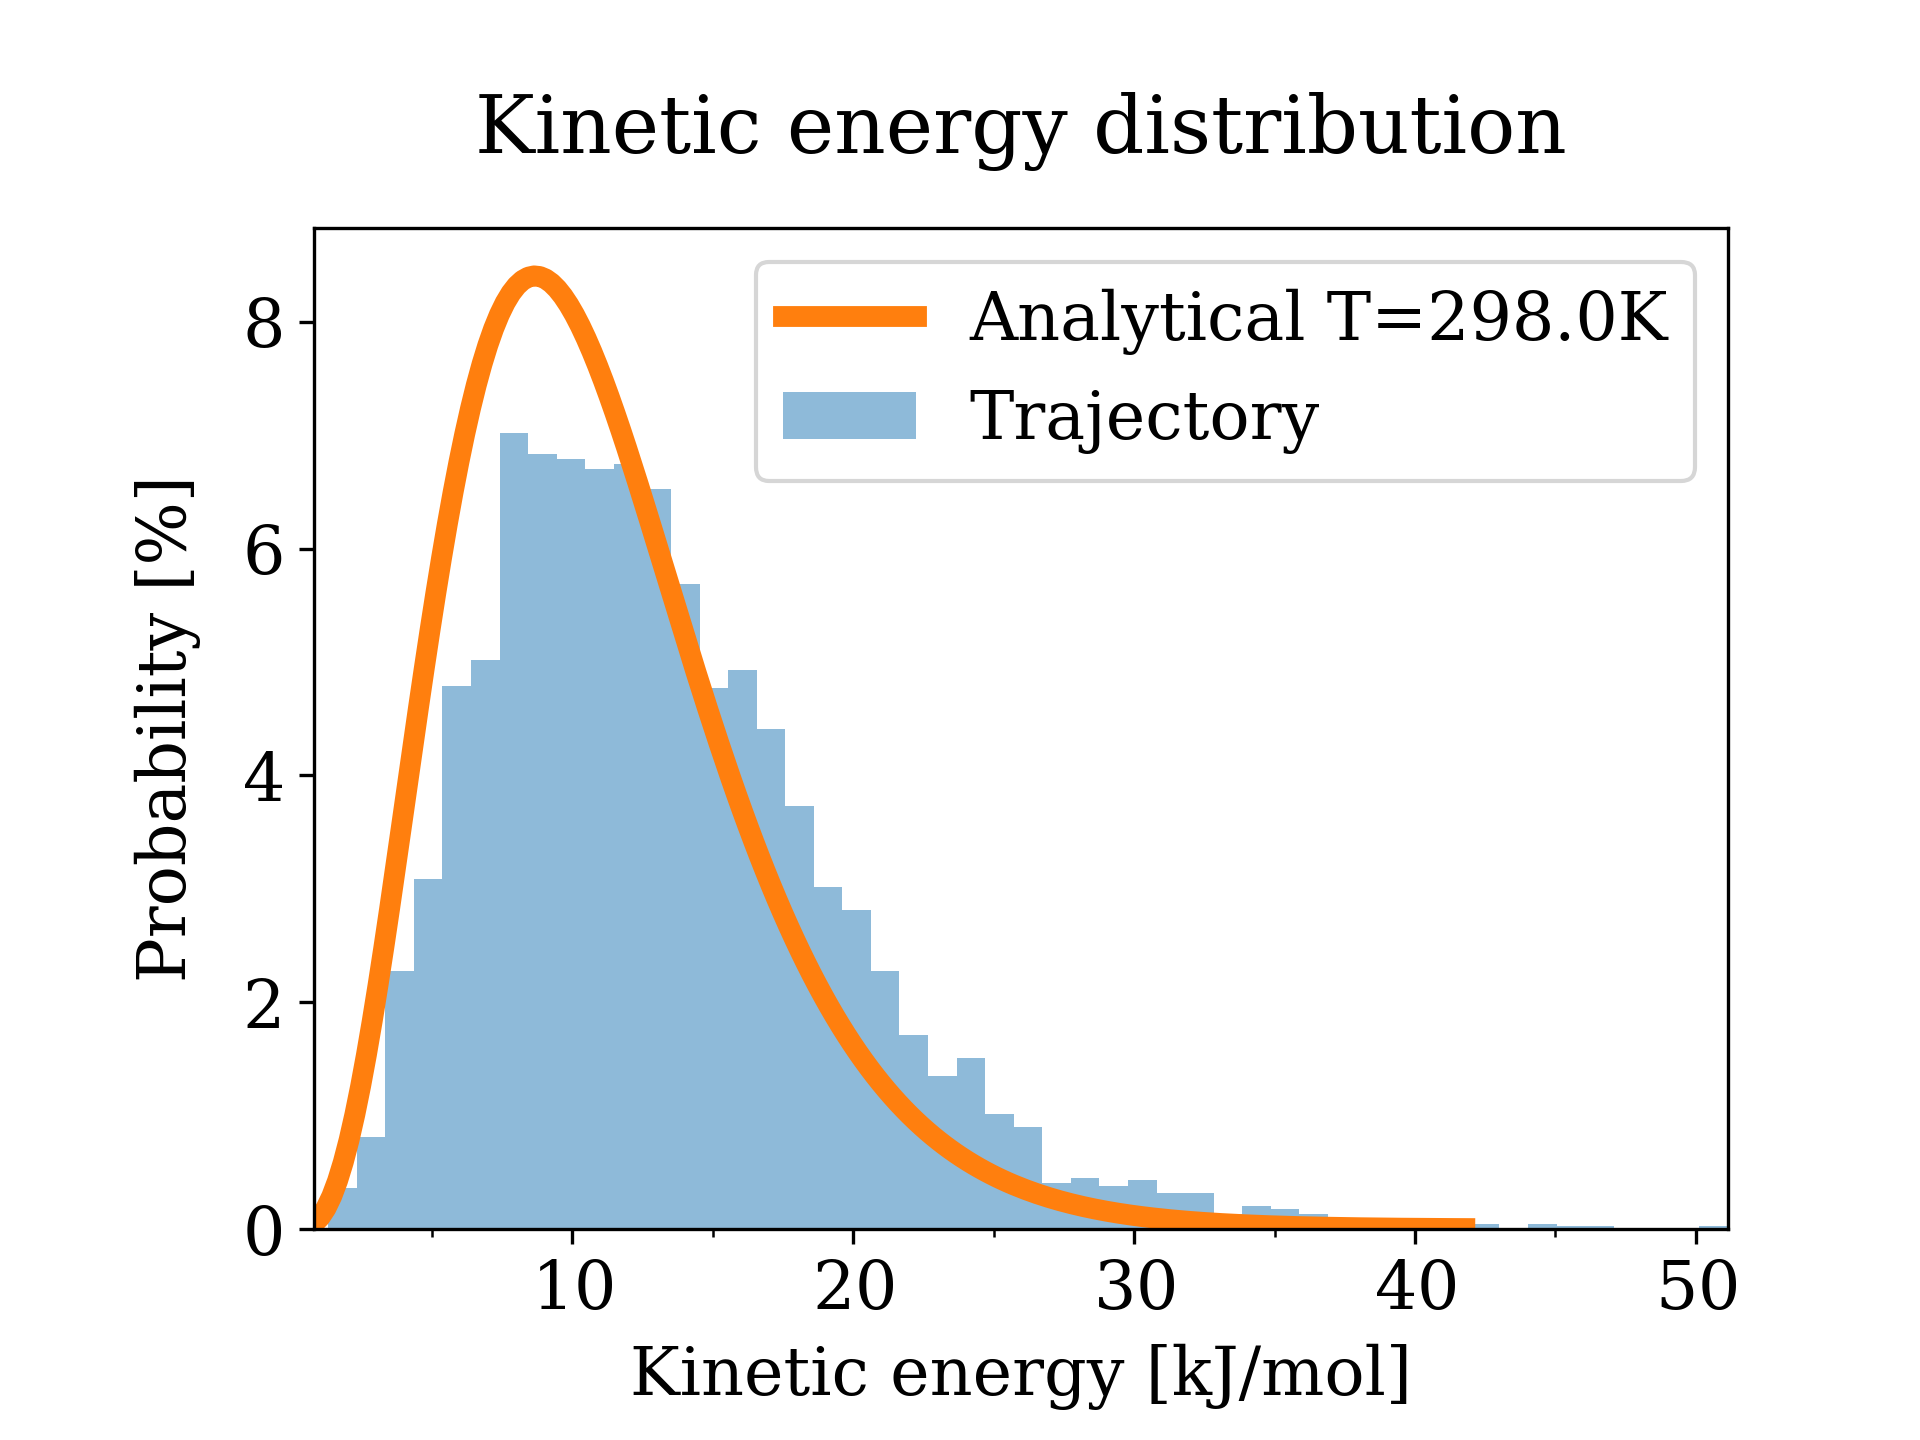 Kinetic energy distribution
Analytical T=298.0K
Trajectory
Probability [%]
8
6
4
2
0
10 20 30 40 50
Kinetic energy [kJ/mol]